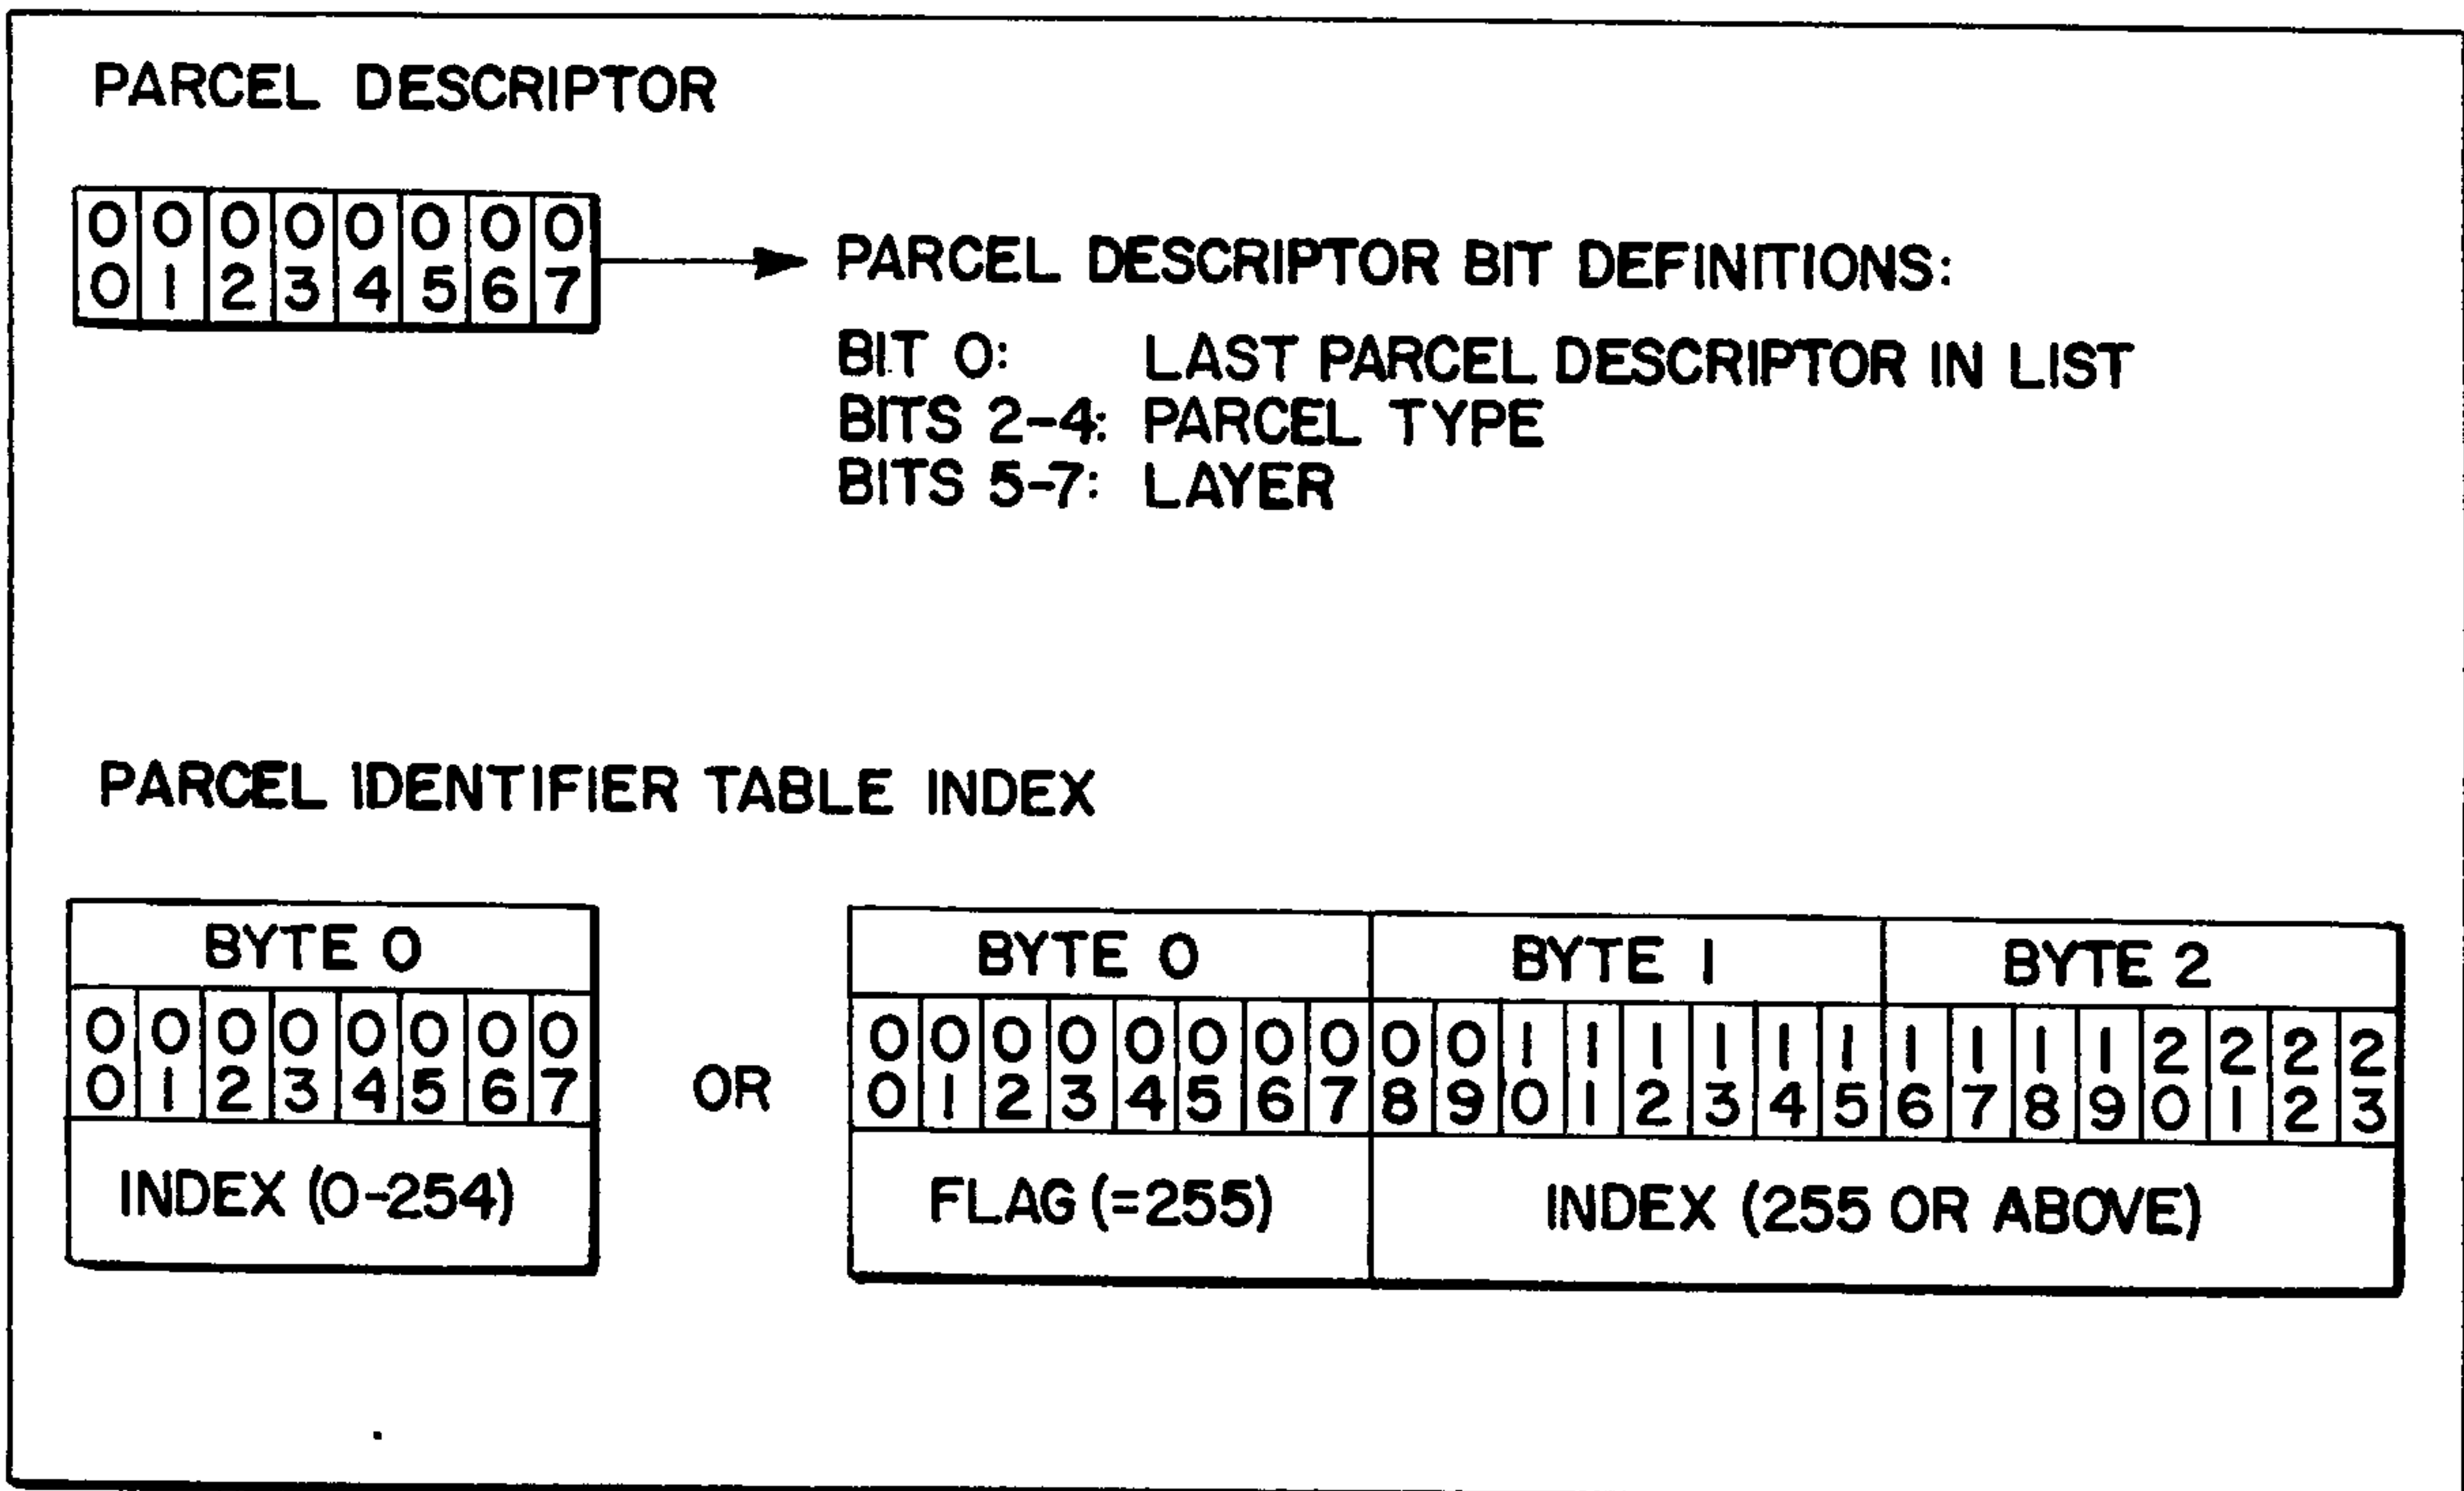 PARCEL DESCRIPTOR
0 0 0 0 0 0 0 0
0 1 2 3 4 5 6 7
PARCEL DESCRIPTOR BIT DEFINITIONS:
BIT 0: LAST PARCEL DESCRIPTOR IN LIST
BITS 2-4: PARCEL TYPE
BITS 5-7: LAYER
PARCEL IDENTIFIER TABLE INDEX
BYTE 0
0 0 0 0 0 0 0 0
0 1 2 3 4 5 6 7
INDEX (0-254)
OR
BYTE 0 BYTE 1 BYTE 2
0 0 0 0 0 0 0 0 0 0 1 1 1 1 1 1 1 1 1 1 2 2 2 2
0 1 2 3 4 5 6 7 8 9 0 1 2 3 4 5 6 7 8 9 0 1 2 3
FLAG (=255) INDEX (255 OR ABOVE)